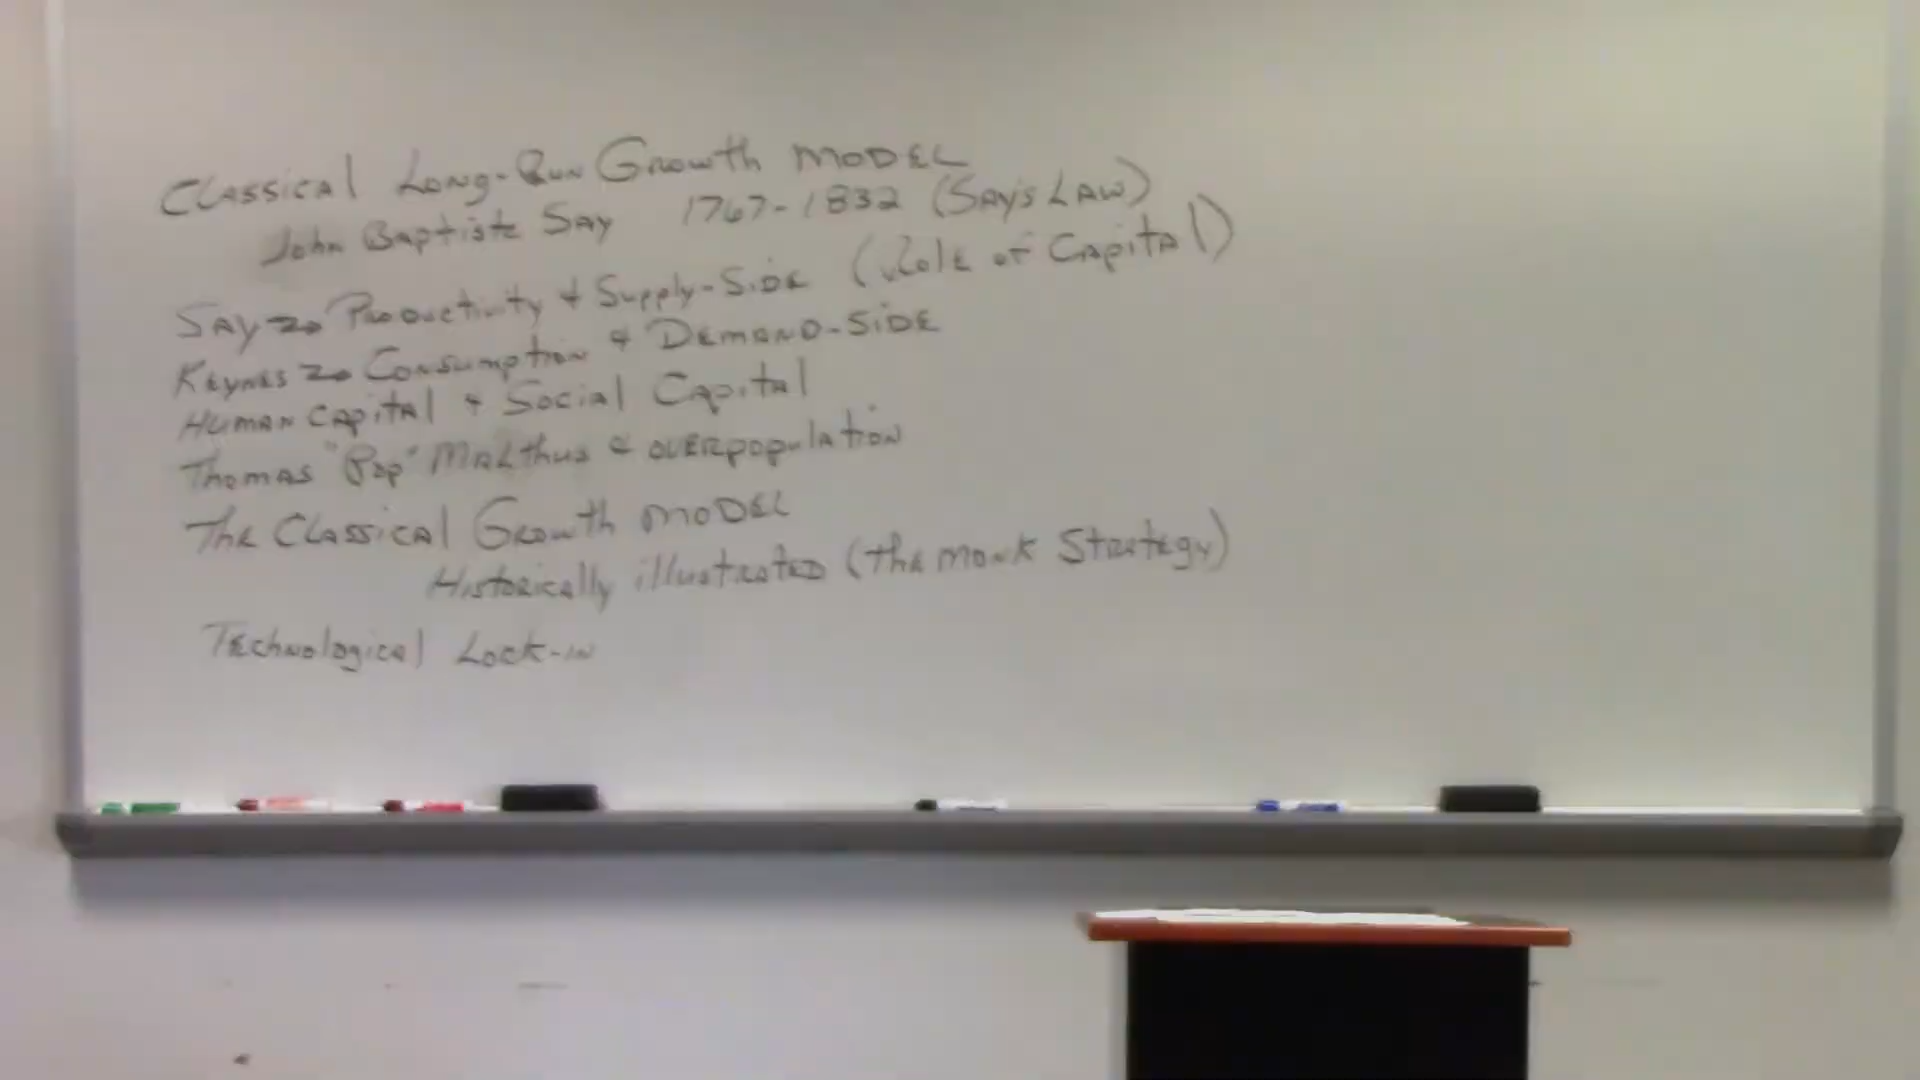 Classical Long-Run Growth Model
John Baptiste Say 1767-1832 (Say's Law)
Say → Productivity & Supply-Side (Role of Capital)
Keynes → Consumption & Demand-Side
Human Capital & Social Capital
Thomas "Pop" Malthus & overpopulation
The Classical Growth Model
Historically illustrated (the Monk Strategy)
Technological Lock-in